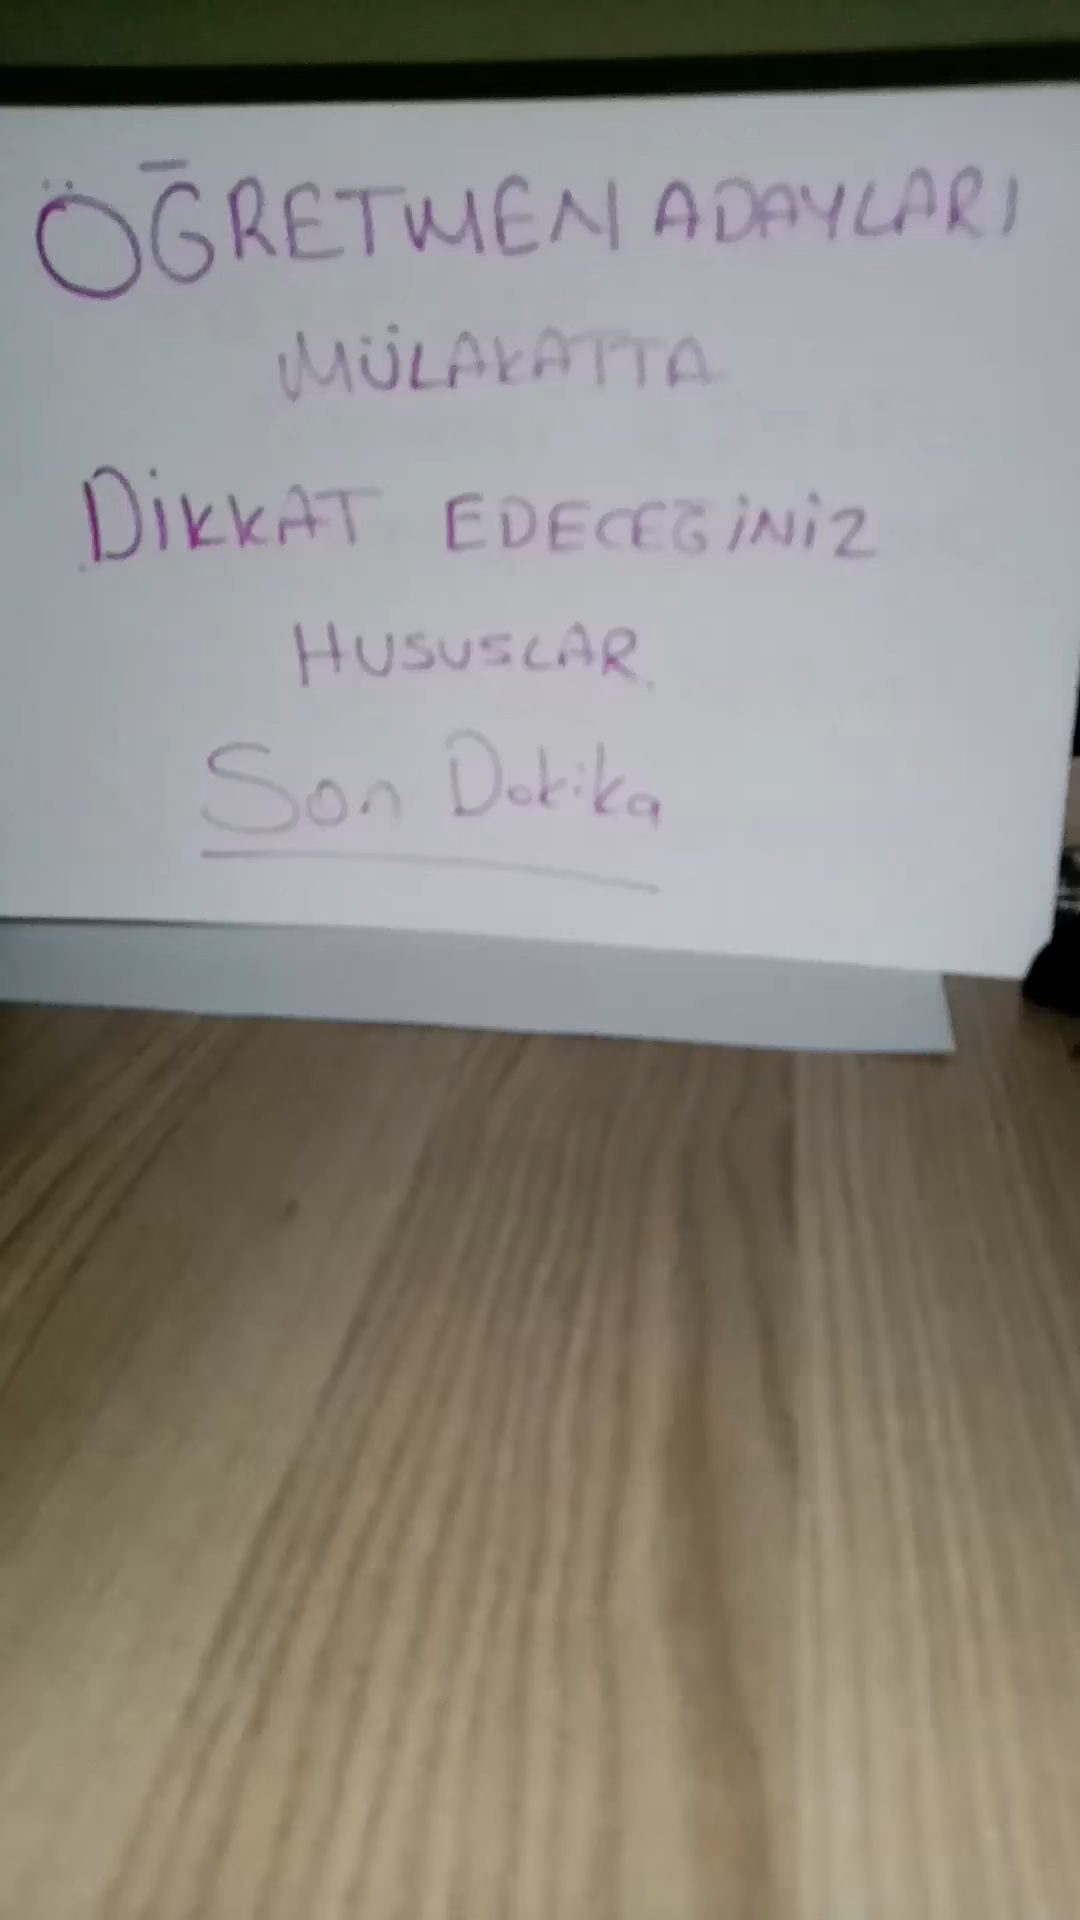 ÖĞRETMEN ADAYLARI
MÜLAKATTA
DİKKAT EDECEĞİNİZ
HUSUSLAR.
Son Dakika